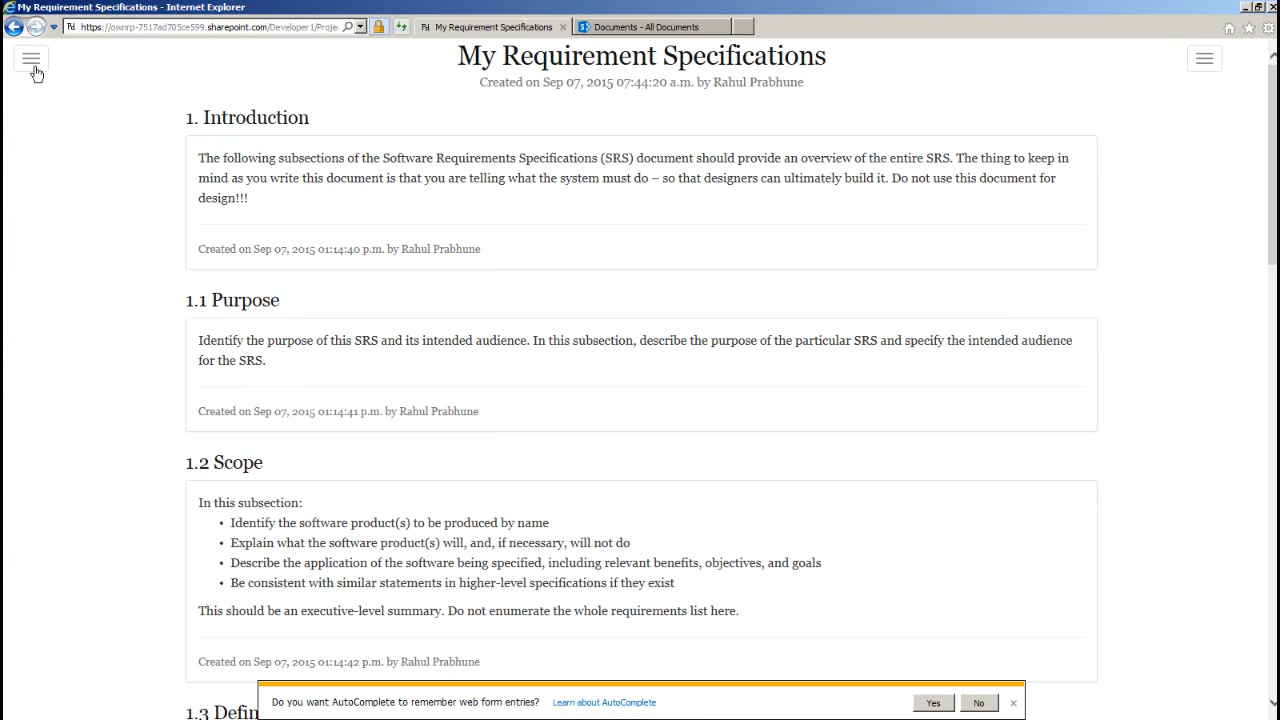 My Requirement Specifications - Internet Explorer
https://ownrp-7517ad705ce599.sharepoint.com/Developer1/Proje
My Requirement Specifications
Documents - All Documents
My Requirement Specifications
Created on Sep 07, 2015 07:44:20 a.m. by Rahul Prabhune
1. Introduction
The following subsections of the Software Requirements Specifications (SRS) document should provide an overview of the entire SRS. The thing to keep in
mind as you write this document is that you are telling what the system must do – so that designers can ultimately build it. Do not use this document for
design!!!
Created on Sep 07, 2015 01:14:40 p.m. by Rahul Prabhune
1.1 Purpose
Identify the purpose of this SRS and its intended audience. In this subsection, describe the purpose of the particular SRS and specify the intended audience
for the SRS.
Created on Sep 07, 2015 01:14:41 p.m. by Rahul Prabhune
1.2 Scope
In this subsection:
• Identify the software product(s) to be produced by name
• Explain what the software product(s) will, and, if necessary, will not do
• Describe the application of the software being specified, including relevant benefits, objectives, and goals
• Be consistent with similar statements in higher-level specifications if they exist
This should be an executive-level summary. Do not enumerate the whole requirements list here.
Created on Sep 07, 2015 01:14:42 p.m. by Rahul Prabhune
Do you want AutoComplete to remember web form entries? Learn about AutoComplete Yes No
1.3 Defin